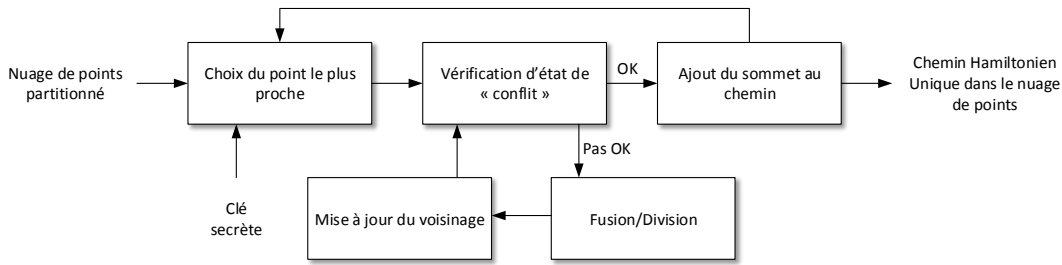 Nuage de points
partitionné
Choix du point le plus
proche
Vérification d'état de
« conflit »
OK
Ajout du sommet au
chemin
Chemin Hamiltonien
Unique dans le nuage
de points
Pas OK
Clé
secrète
Mise à jour du voisinage
Fusion/Division